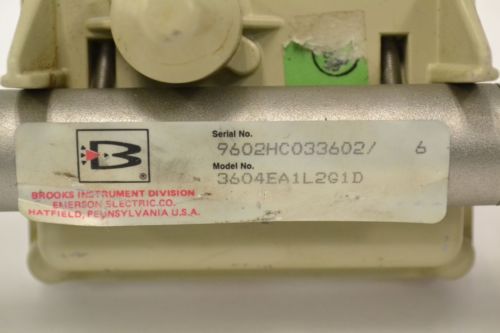 Serial No.
9602HC033602/ 6
Model No.
3604EA1L2G1D
B
®
BROOKS INSTRUMENT DIVISION
EMERSON ELECTRIC.CO.
HATFIELD, PENNSYLVANIA U.S.A.